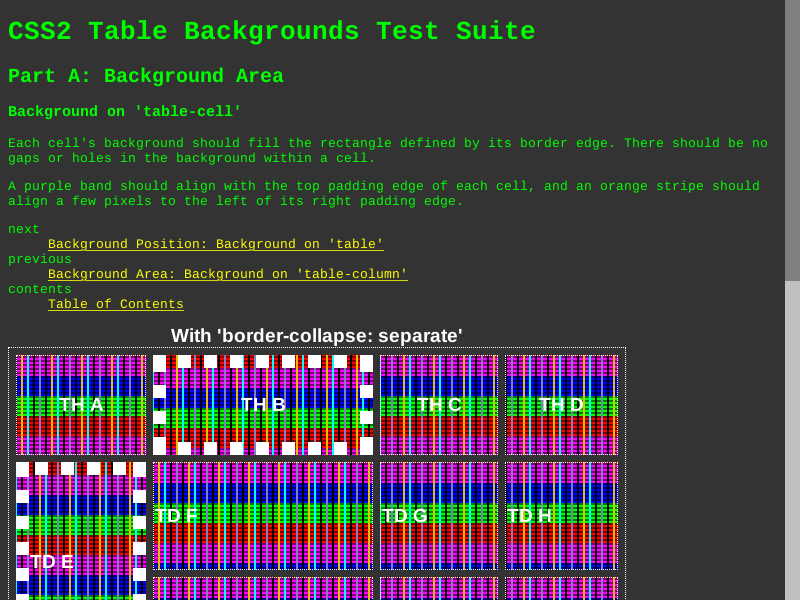 CSS2 Table Backgrounds Test Suite
Part A: Background Area
Background on 'table-cell'
Each cell's background should fill the rectangle defined by its border edge. There should be no
gaps or holes in the background within a cell.
A purple band should align with the top padding edge of each cell, and an orange stripe should
align a few pixels to the left of its right padding edge.
next
Background Position: Background on 'table'
previous
Background Area: Background on 'table-column'
contents
Table of Contents
With 'border-collapse: separate'
TH A TH B TH C TH D
TD F TD G TD H
TD E